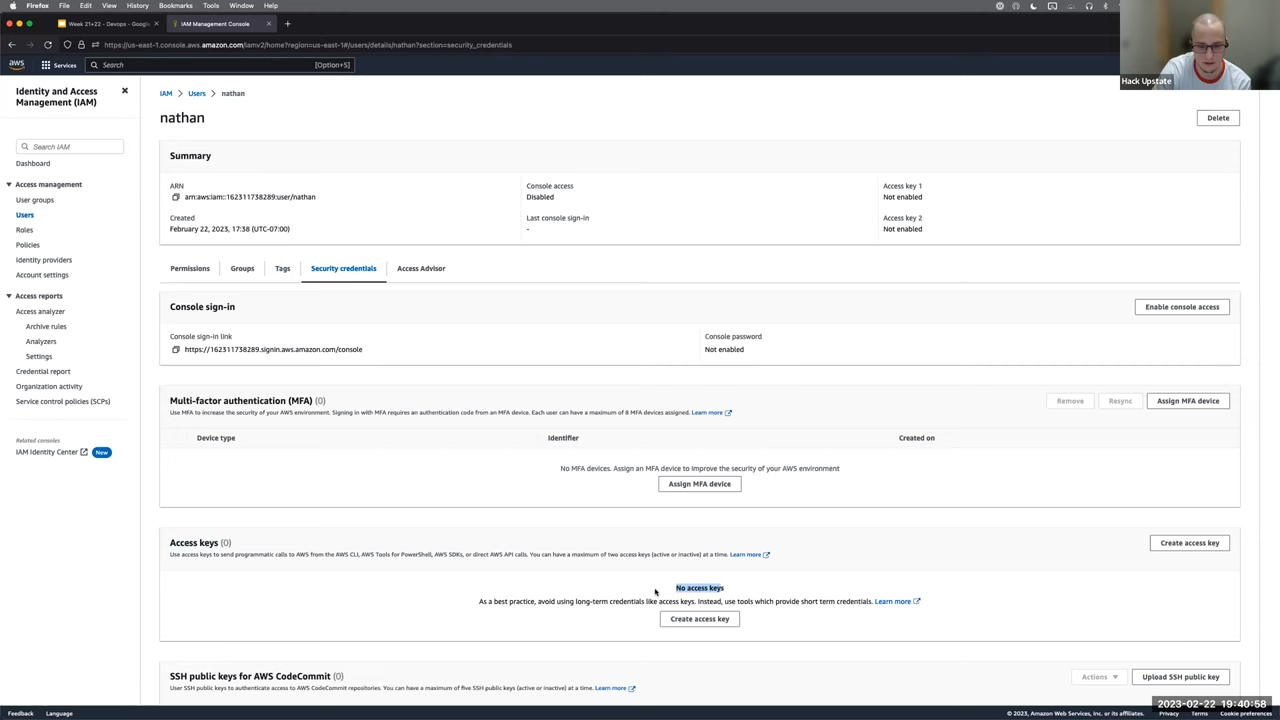 Firefox File Edit View History Bookmarks Tools Window Help
Week 21+22 - Devops - Google
IAM Management Console
https://us-east-1.console.aws.amazon.com/iamv2/home?region=us-east-1#/users/details/nathan?section=security_credentials
aws Services Search [Option+S]
Hack Upstate
Identity and Access Management (IAM)
Search IAM
Dashboard
Access management
User groups
Users
Roles
Policies
Identity providers
Account settings
Access reports
Access analyzer
Archive rules
Analyzers
Settings
Credential report
Organization activity
Service control policies (SCPs)
Related consoles
IAM Identity Center New
IAM > Users > nathan
nathan Delete
Summary
ARN
arn:aws:iam::162311738289:user/nathan
Created
February 22, 2023, 17:38 (UTC-07:00)
Console access
Disabled
Last console sign-in
-
Access key 1
Not enabled
Access key 2
Not enabled
Permissions Groups Tags Security credentials Access Advisor
Console sign-in Enable console access
Console sign-in link
https://162311738289.signin.aws.amazon.com/console
Console password
Not enabled
Multi-factor authentication (MFA) (0) Remove Resync Assign MFA device
Use MFA to increase the security of your AWS environment. Signing in with MFA requires an authentication code from an MFA device. Each user can have a maximum of 8 MFA devices assigned. Learn more
Device type Identifier Created on
No MFA devices. Assign an MFA device to improve the security of your AWS environment
Assign MFA device
Access keys (0) Create access key
Use access keys to send programmatic calls to AWS from the AWS CLI, AWS Tools for PowerShell, AWS SDKs, or direct AWS API calls. You can have a maximum of two access keys (active or inactive) at a time. Learn more
No access keys
As a best practice, avoid using long-term credentials like access keys. Instead, use tools which provide short term credentials. Learn more
Create access key
SSH public keys for AWS CodeCommit (0) Actions Upload SSH public key
User SSH public keys to authenticate access to AWS CodeCommit repositories. You can have a maximum of five SSH public keys (active or inactive) at a time. Learn more
2023-02-22 19:40:58
Feedback Language © 2023, Amazon Web Services, Inc. or its affiliates. Privacy Terms Cookie preferences